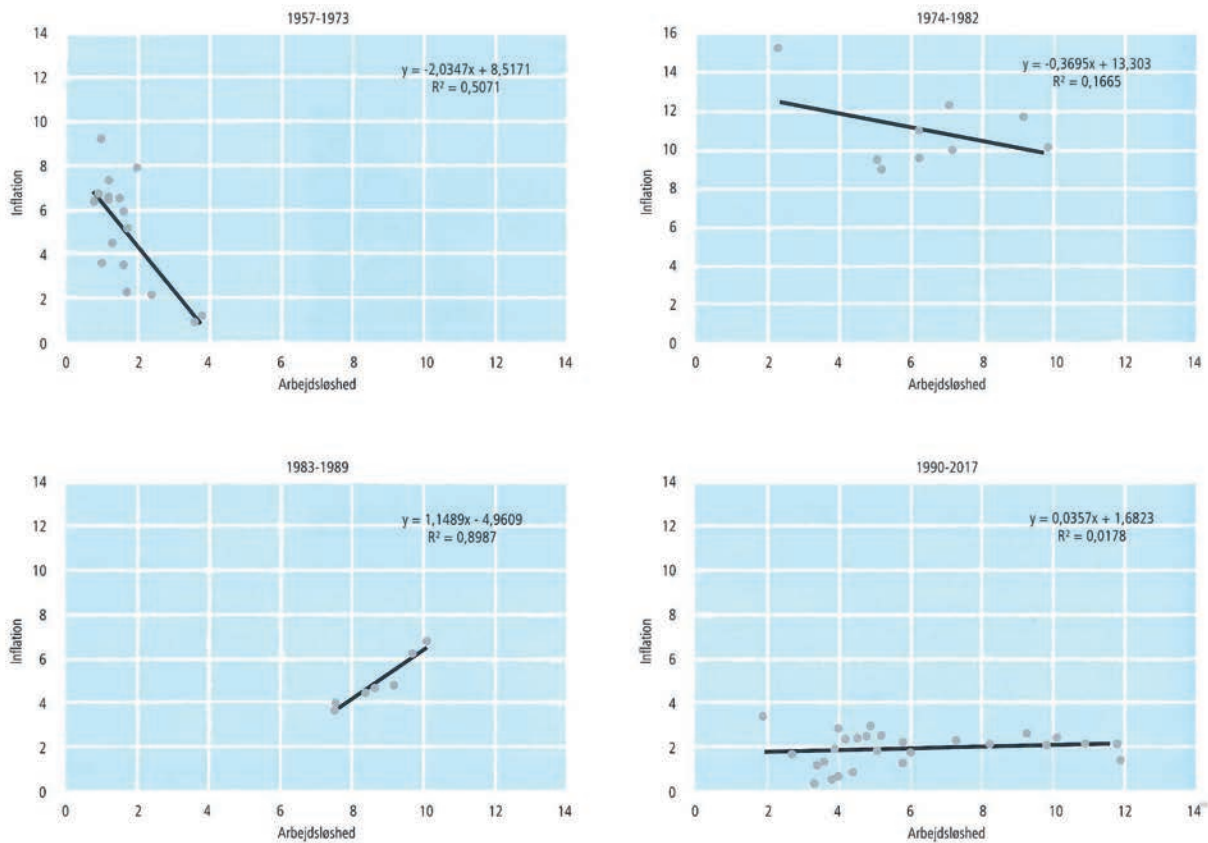 1957-1973
14
12
10
8
6
4
2
0
Inflation
y = -2,0347x + 8,5171
R² = 0,5071
0 2 4 6 8 10 12 14
Arbejdsløshed
1974-1982
16
14
12
10
8
6
4
2
0
Inflation
y = -0,3695x + 13,303
R² = 0,1665
0 2 4 6 8 10 12 14
Arbejdsløshed
1983-1989
14
12
10
8
6
4
2
0
Inflation
y = 1,1489x - 4,9609
R² = 0,8987
0 2 4 6 8 10 12 14
Arbejdsløshed
1990-2017
14
12
10
8
6
4
2
0
Inflation
y = 0,0357x + 1,6823
R² = 0,0178
0 2 4 6 8 10 12 14
Arbejdsløshed